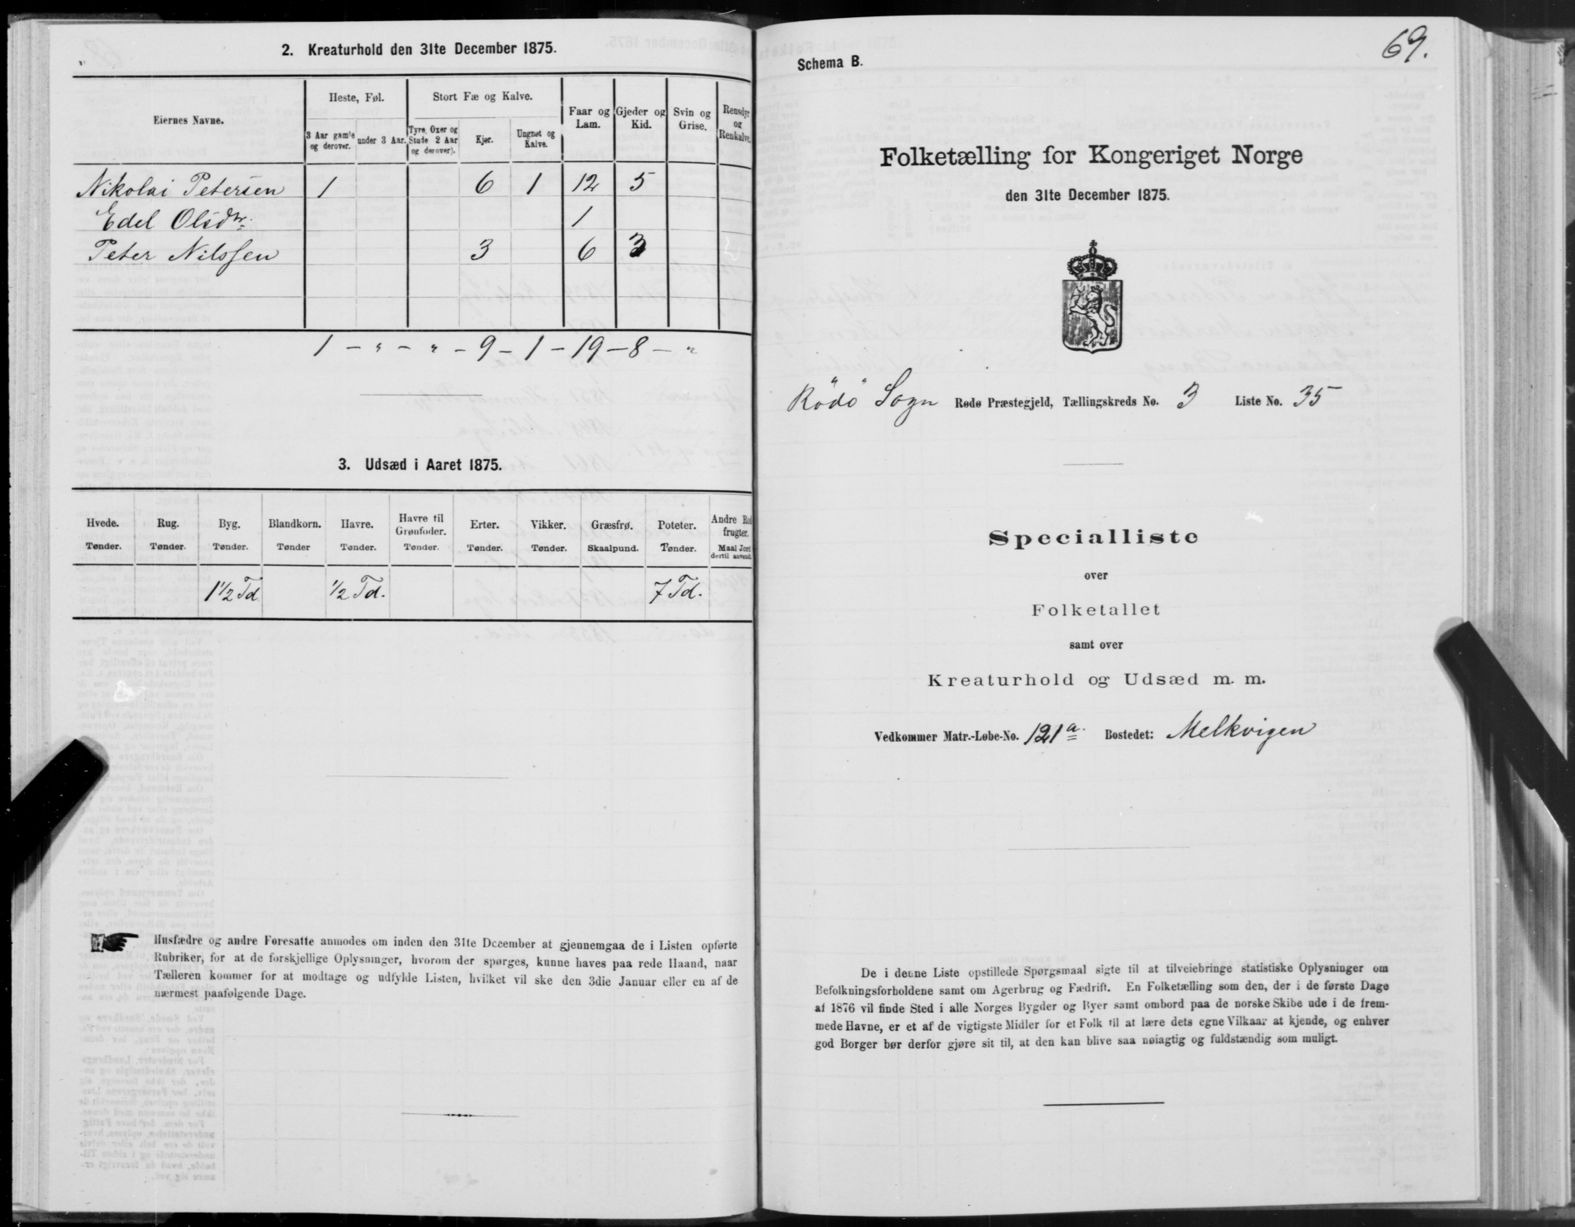 2. Kreaturhold den 31te December 1875.
Eiernes Navne.
Heste, Føl.
Stort Fæ og Kalve.
Faar og Lam.
Gjeder og Kid.
Svin og Grise.
Rensdyr og Renkalve.
3 Aar gamle og derover.
under 3 Aar.
Tyre, Oxer og Stude 2 Aar og derover).
Kjør.
Ungnøt og Kalve.
Nikolai Petersen 1 6 1 12 5
Edel Olsdtr. 1
Peter Nilssen 3 6 3
1 – " – " – 9 – 1 – 19 – 8 – "
3. Udsæd i Aaret 1875.
Hvede. Rug. Byg. Blandkorn. Havre. Havre til Grønfoder. Erter. Vikker. Græsfrø. Poteter. Andre Rodfrugter.
Tønder. Tønder. Tønder. Tønder Tønder. Tønder. Tønder. Tønder. Skaalpund. Tønder. Maal Jord dertil anvendt.
1 1/2 Td 1/2 Td. 7 Td.
Husfædre og andre Foresatte anmodes om inden den 31te December at gjennemgaa de i Listen opførte
Rubriker, for at de forskjellige Oplysninger, hvorom der spørges, kunne haves paa rede Haand, naar
Tælleren kommer for at modtage og udfylde Listen, hvilket vil ske den 3die Januar eller en af de
nærmest paafølgende Dage.
69.
Schema B.
Folketælling for Kongeriget Norge
den 31te December 1875.
Rödö Sogn Rødø Præstegjeld, Tællingskreds No. 3 Liste No. 35
Specialliste
over
Folketallet
samt over
Kreaturhold og Udsæd m. m.
Vedkommer Matr.-Løbe-No. 121 a. Bostedet: Melkvigen
De i denne Liste opstillede Spørgsmaal sigte til at tilveiebringe statistiske Oplysninger om
Befolkningsforholdene samt om Agerbrug og Fædrift. En Folketælling som den, der i de første Dage
af 1876 vil finde Sted i alle Norges Bygder og Byer samt ombord paa de norske Skibe ude i de frem-
mede Havne, er et af de vigtigste Midler for et Folk til at lære dets egne Vilkaar at kjende, og enhver
god Borger bør derfor gjøre sit til, at den kan blive saa nøiagtig og fuldstændig som muligt.